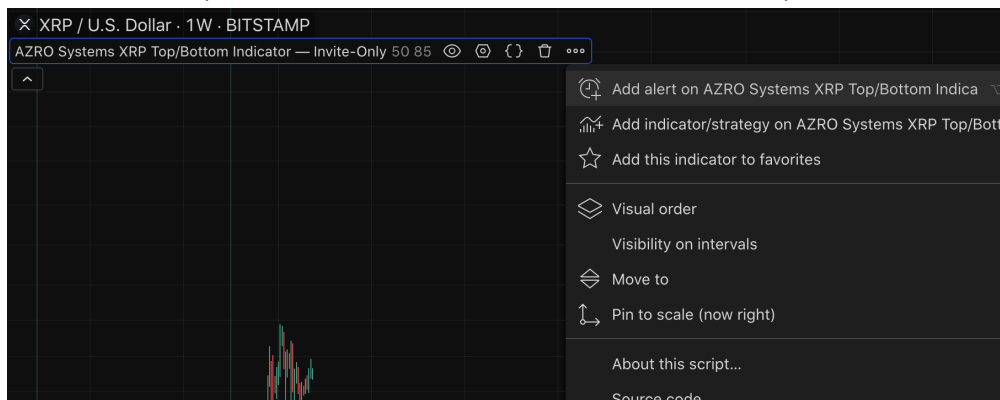 XRP / U.S. Dollar · 1W · BITSTAMP
AZRO Systems XRP Top/Bottom Indicator — Invite-Only 50 85
Add alert on AZRO Systems XRP Top/Bottom Indica
Add indicator/strategy on AZRO Systems XRP Top/Bott
Add this indicator to favorites
Visual order
Visibility on intervals
Move to
Pin to scale (now right)
About this script...
Source code